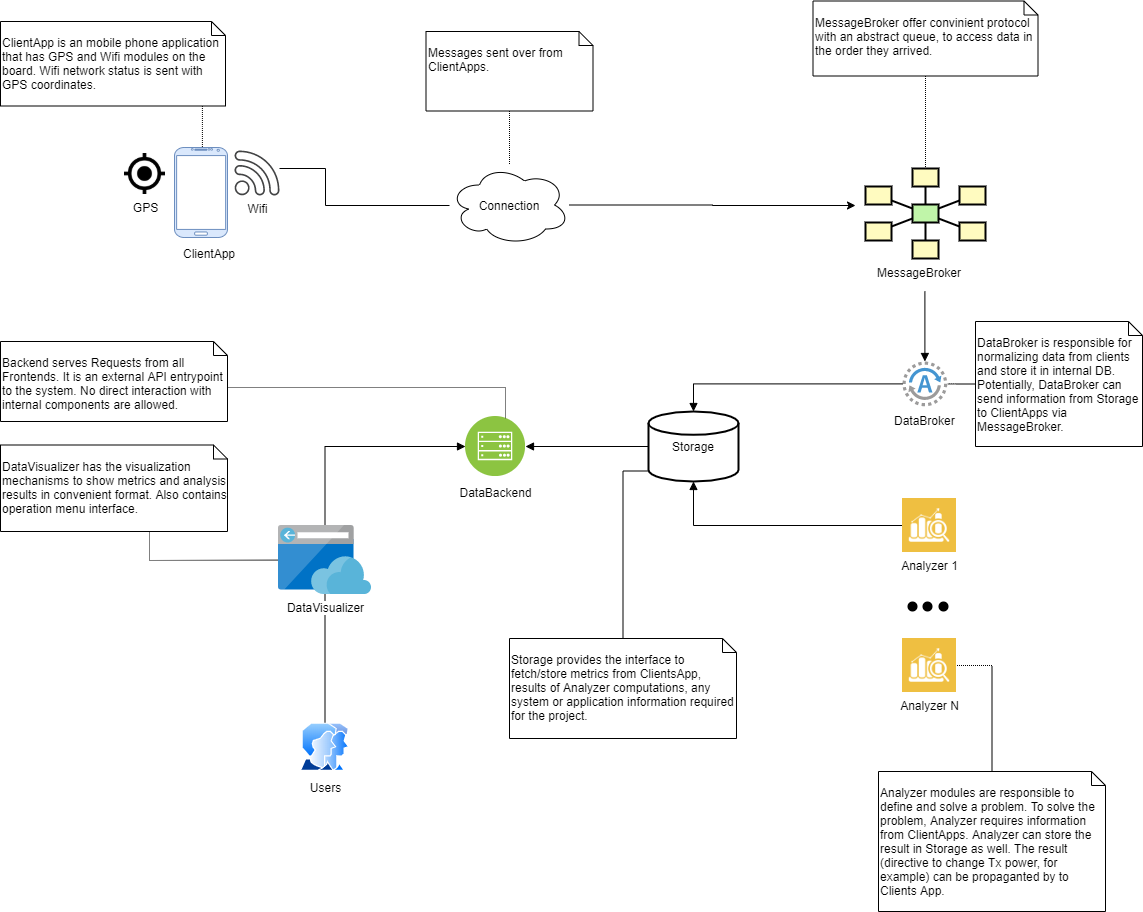 ClientApp is an mobile phone application
that has GPS and Wifi modules on the
board. Wifi network status is sent with
GPS coordinates.
Messages sent over from
ClientApps.
MessageBroker offer convinient protocol
with an abstract queue, to access data in
the order they arrived.
GPS
Wifi
ClientApp
Connection
MessageBroker
Backend serves Requests from all
Frontends. It is an external API entrypoint
to the system. No direct interaction with
internal components are allowed.
DataBroker is responsible for
normalizing data from clients
and store it in internal DB.
Potentially, DataBroker can
send information from Storage
to ClientApps via
MessageBroker.
A
DataBroker
Storage
DataBackend
DataVisualizer has the visualization
mechanisms to show metrics and analysis
results in convenient format. Also contains
operation menu interface.
DataVisualizer
Analyzer 1
Storage provides the interface to
fetch/store metrics from ClientsApp,
results of Analyzer computations, any
system or application information required
for the project.
Analyzer N
Users
Analyzer modules are responsible to
define and solve a problem. To solve the
problem, Analyzer requires information
from ClientApps. Analyzer can store the
result in Storage as well. The result
(directive to change Tx power, for
example) can be propaganted by to
Clients App.